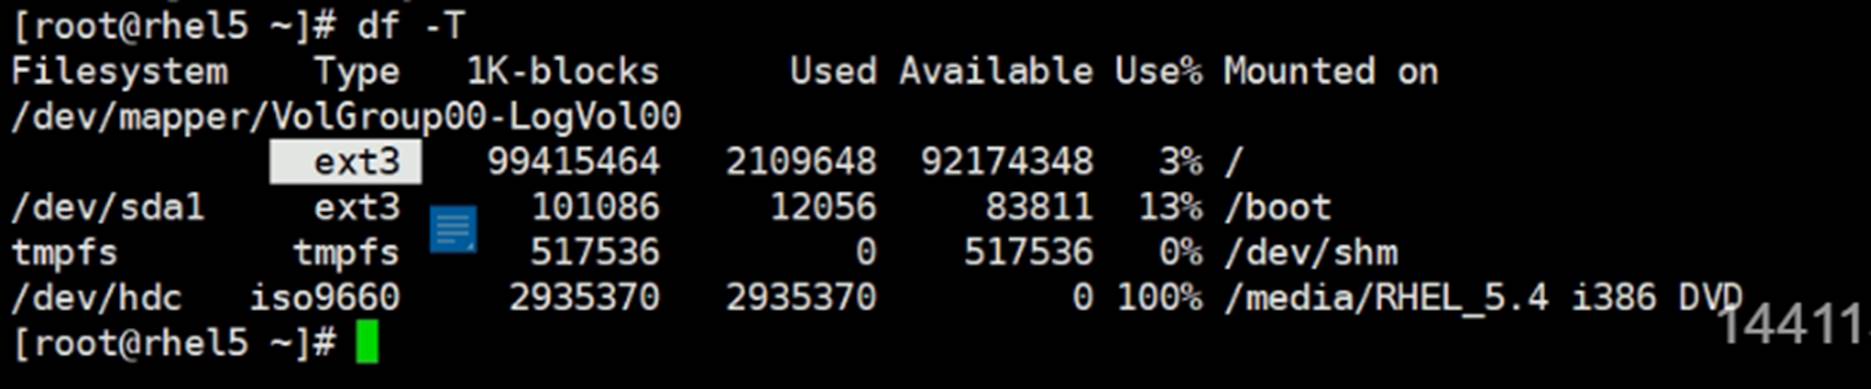 [root@rhel5 ~]# df -T
Filesystem    Type   1K-blocks      Used Available Use% Mounted on
/dev/mapper/VolGroup00-LogVol00
              ext3    99415464   2109648  92174348   3% /
/dev/sda1     ext3      101086     12056     83811  13% /boot
tmpfs        tmpfs      517536         0    517536   0% /dev/shm
/dev/hdc   iso9660     2935370   2935370         0 100% /media/RHEL_5.4 i386 DVD
[root@rhel5 ~]#
14411